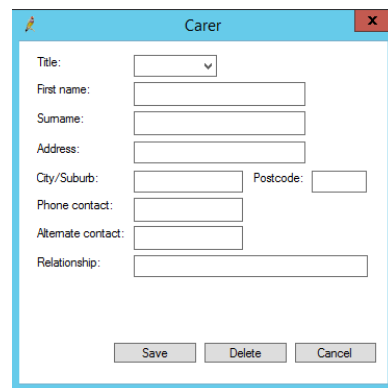 Carer
x
Title:
First name:
Surname:
Address:
City/Suburb: Postcode:
Phone contact:
Alternate contact:
Relationship:
Save Delete Cancel